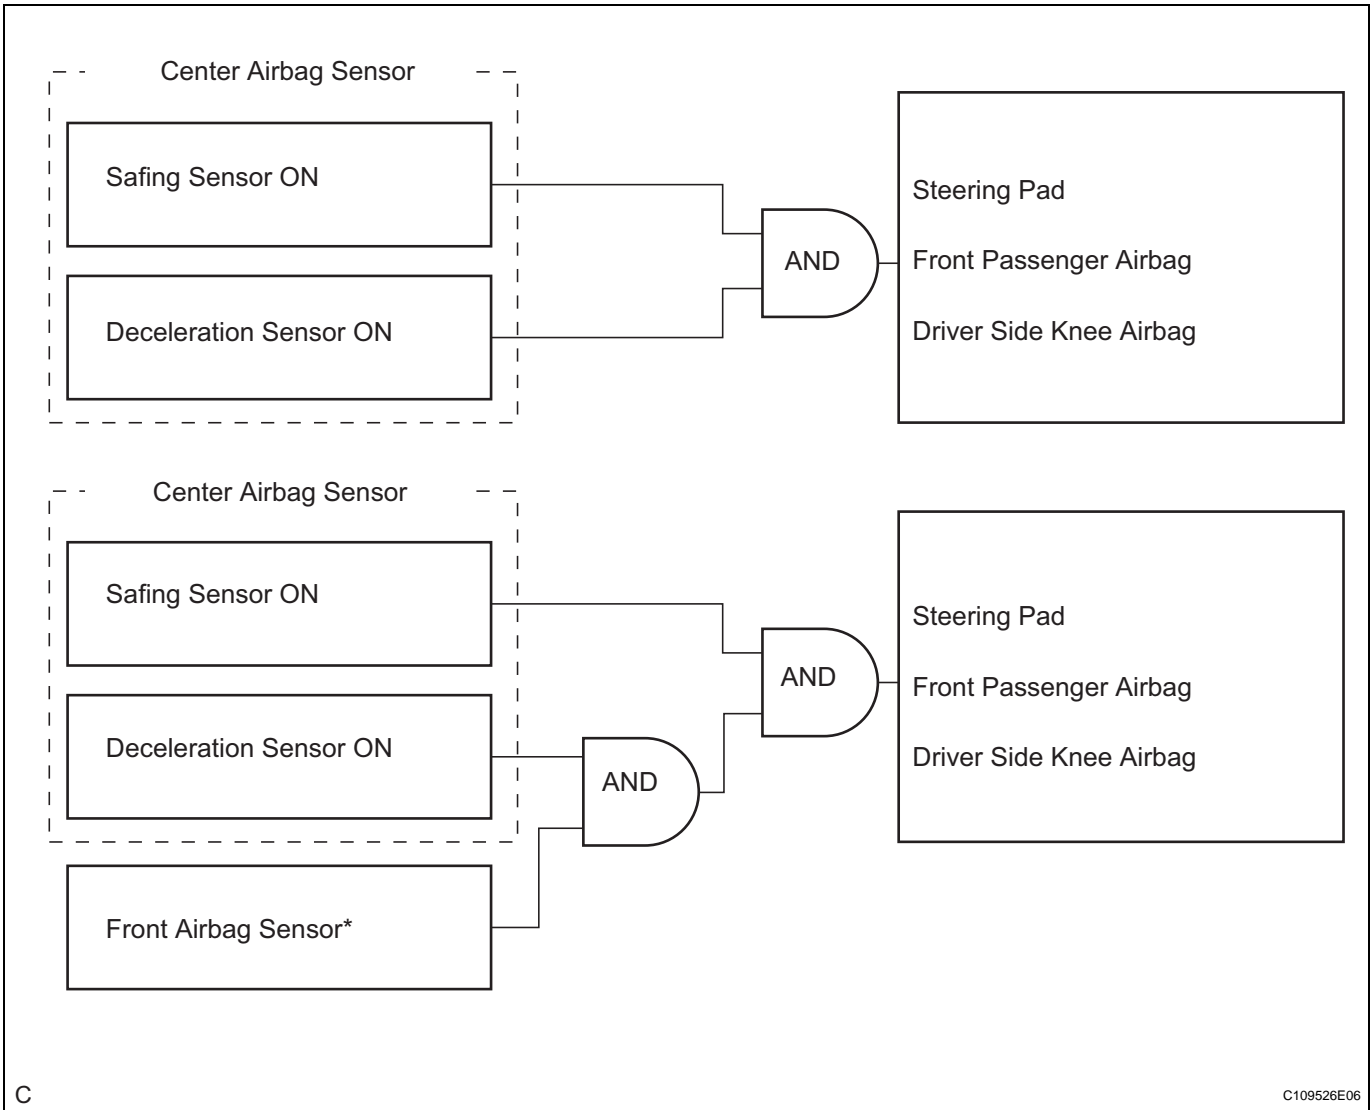 Center Airbag Sensor
Safing Sensor ON
Deceleration Sensor ON
AND
Steering Pad
Front Passenger Airbag
Driver Side Knee Airbag
Center Airbag Sensor
Safing Sensor ON
Deceleration Sensor ON
Front Airbag Sensor*
AND
AND
Steering Pad
Front Passenger Airbag
Driver Side Knee Airbag
C
C109526E06